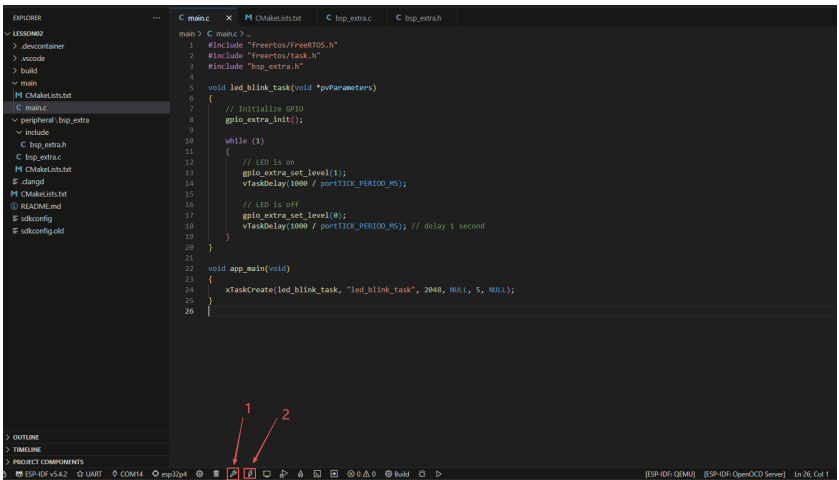 EXPLORER
···
C main.c ×
M CMakeLists.txt
C bsp_extra.c
C bsp_extra.h
LESSON02
.devcontainer
.vscode
build
main
M CMakeLists.txt
C main.c
peripheral \ bsp_extra
include
C bsp_extra.h
C bsp_extra.c
M CMakeLists.txt
.clangd
M CMakeLists.txt
README.md
sdkconfig
sdkconfig.old
main > C main.c > ...
1 #include "freertos/FreeRTOS.h"
2 #include "freertos/task.h"
3 #include "bsp_extra.h"
4
5 void led_blink_task(void *pvParameters)
6 {
7 // Initialize GPIO
8 gpio_extra_init();
9
10 while (1)
11 {
12 // LED is on
13 gpio_extra_set_level(1);
14 vTaskDelay(1000 / portTICK_PERIOD_MS);
15
16 // LED is off
17 gpio_extra_set_level(0);
18 vTaskDelay(1000 / portTICK_PERIOD_MS); // delay 1 second
19 }
20 }
21
22 void app_main(void)
23 {
24 xTaskCreate(led_blink_task, "led_blink_task", 2048, NULL, 5, NULL);
25 }
26
1
2
OUTLINE
TIMELINE
PROJECT COMPONENTS
ESP-IDF v5.4.2 UART COM14 esp32p4 0 0 Build [ESP-IDF: QEMU] [ESP-IDF: OpenOCD Server] Ln 26, Col 1